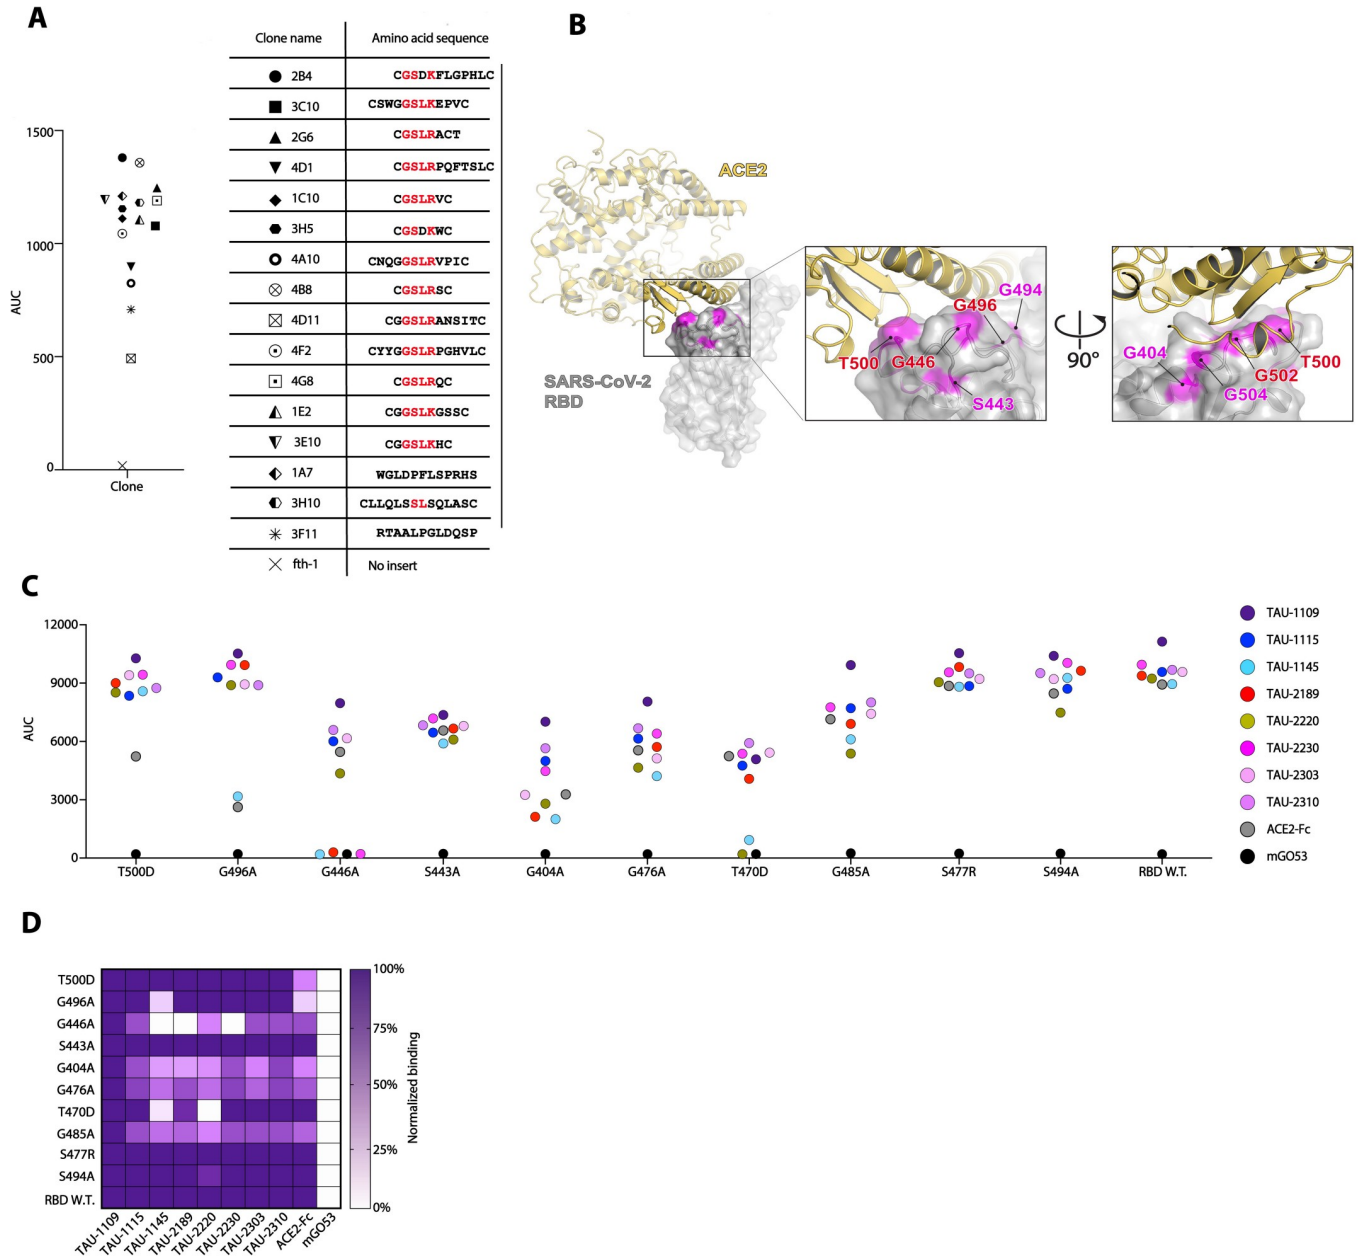 A
Clone name Amino acid sequence
2B4 CGSDKFLGPHLC
3C10 CSWGGSLKEPVC
2G6 CGSLRACT
4D1 CGSLRPQFTSLC
1C10 CGSLRVC
3H5 CGSDKWC
4A10 CNQGGSLRVPIC
4B8 CGSLRSC
4D11 CGGSLRANSITC
4F2 CYYGGSLRPGHVLC
4G8 CGSLRQC
1E2 CGGSLKGSSC
3E10 CGGSLKHC
1A7 WGLDPFLSPRHS
3H10 CLLQLSSLSQLASC
3F11 RTAALPGLDQSP
fth-1 No insert
1500
1000
500
0
AUC
Clone
B
ACE2
SARS-CoV-2
RBD
G494
G496
T500
G446
S443
90°
G404
T500
G502
G504
C
12000
9000
6000
3000
0
AUC
T500D G496A G446A S443A G404A G476A T470D G485A S477R S494A RBD W.T.
TAU-1109
TAU-1115
TAU-1145
TAU-2189
TAU-2220
TAU-2230
TAU-2303
TAU-2310
ACE2-Fc
mGO53
D
T500D
G496A
G446A
S443A
G404A
G476A
T470D
G485A
S477R
S494A
RBD W.T.
TAU-1109 TAU-1115 TAU-1145 TAU-2189 TAU-2220 TAU-2230 TAU-2303 TAU-2310 ACE2-Fc mGO53
100%
75%
50%
25%
0%
Normalized binding